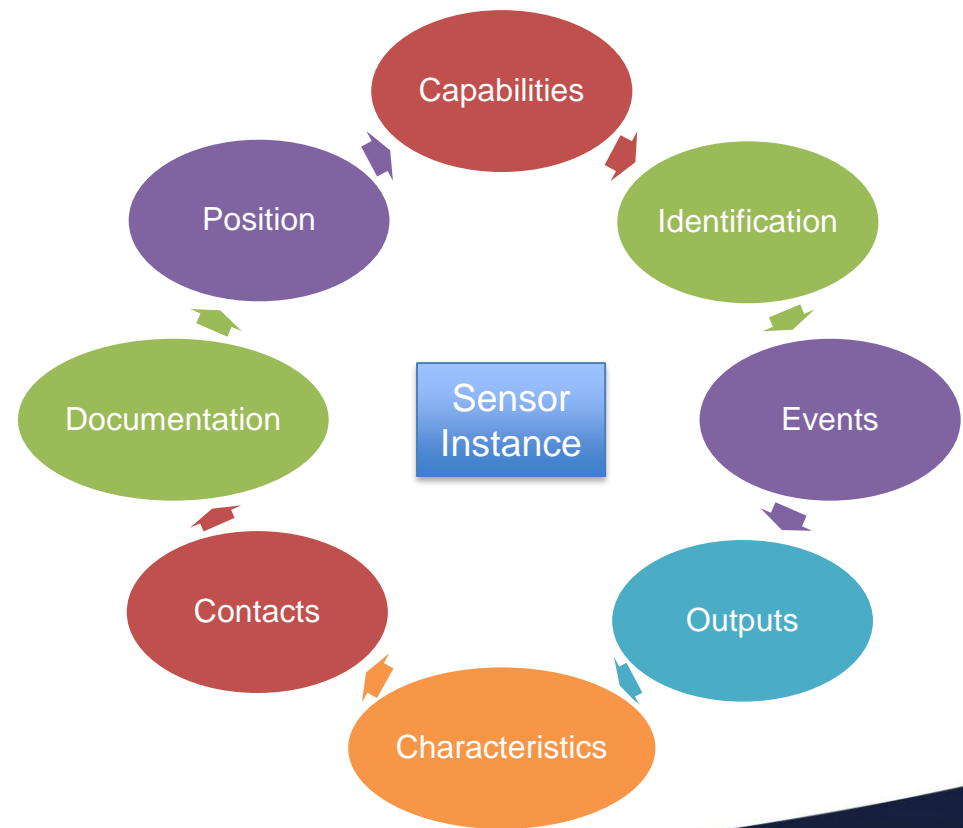 Capabilities
Identification
Events
Outputs
Characteristics
Contacts
Documentation
Position
Sensor
Instance